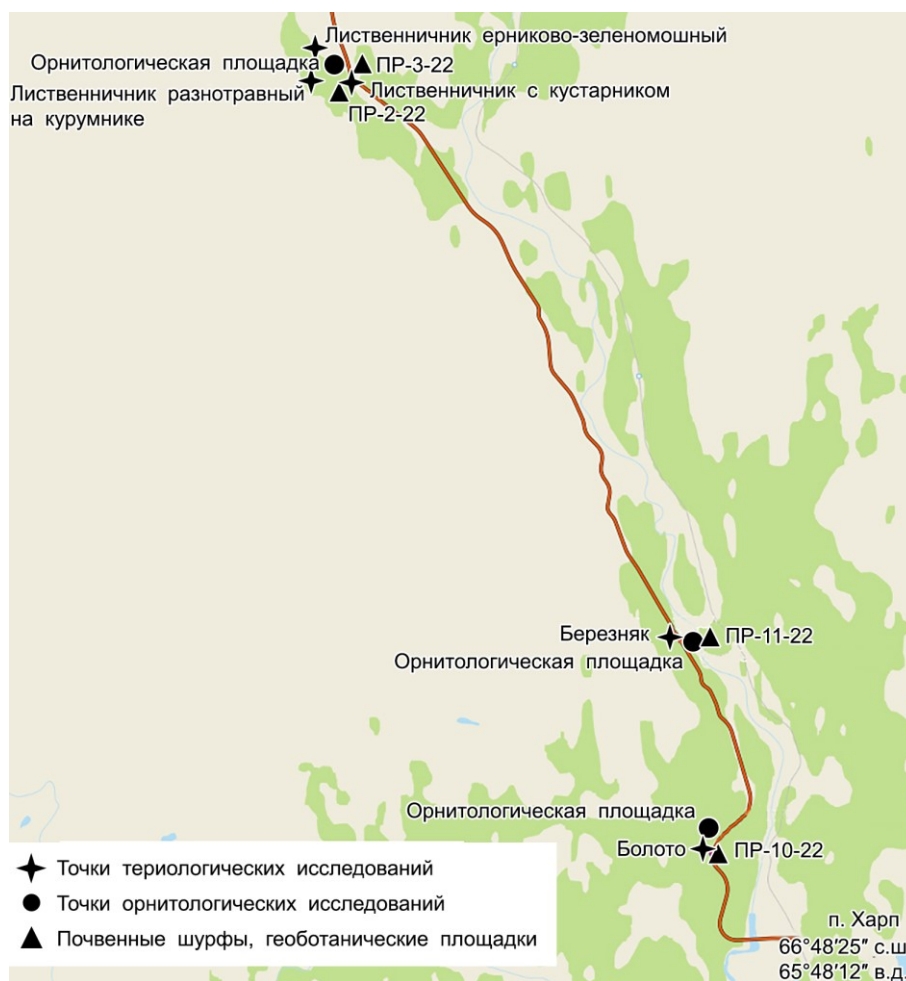 Лиственничник ерниково-зеленомошный
Орнитологическая площадка
ПР-3-22
Лиственничник разнотравный
на курумнике
Лиственничник с кустарником
ПР-2-22
Березняк
ПР-11-22
Орнитологическая площадка
Орнитологическая площадка
Болото
ПР-10-22
Точки териологических исследований
Точки орнитологических исследований
Почвенные шурфы, геоботанические площадки
п. Харп
66°48'25" с.ш
65°48'12" в.д.